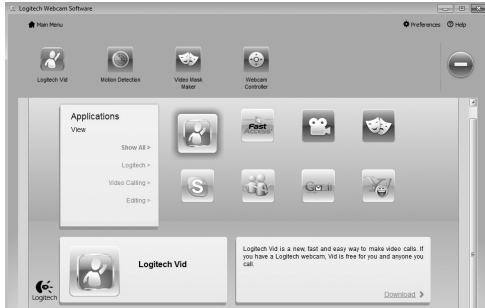 Logitech Webcam Software
Main Menu
Preferences
Help
Logitech Vid
Motion Detection
Video Mask
Maker
Webcam
Controller
Applications
View
Show All >
Logitech >
Video Calling >
Editing >
Fast
Access
S
Gmail
Logitech Vid
Logitech Vid is a new, fast and easy way to make video calls. If
you have a Logitech webcam, Vid is free for you and anyone you
call.
Download
Logitech